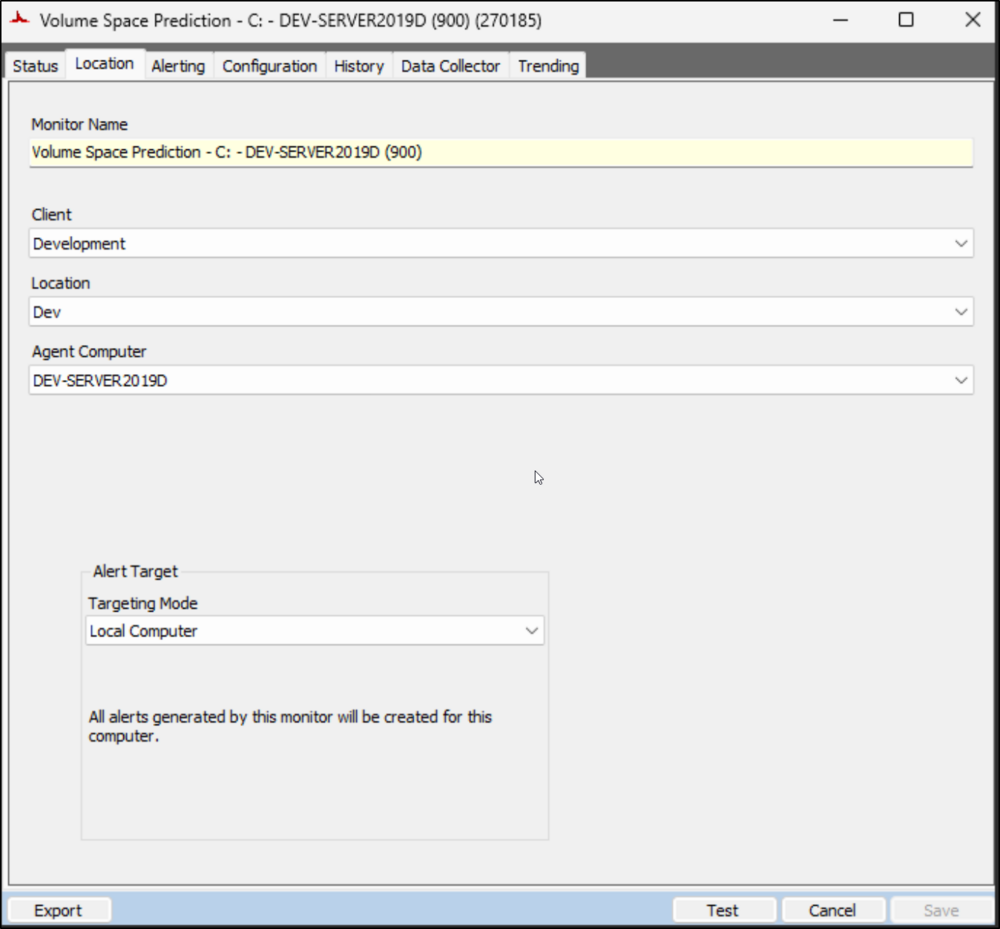 Volume Space Prediction - C: - DEV-SERVER2019D (900) (270185)
Status Location Alerting Configuration History Data Collector Trending
Monitor Name
Volume Space Prediction - C: - DEV-SERVER2019D (900)
Client
Development
Location
Dev
Agent Computer
DEV-SERVER2019D
Alert Target
Targeting Mode
Local Computer
All alerts generated by this monitor will be created for this
computer.
Export Test Cancel Save